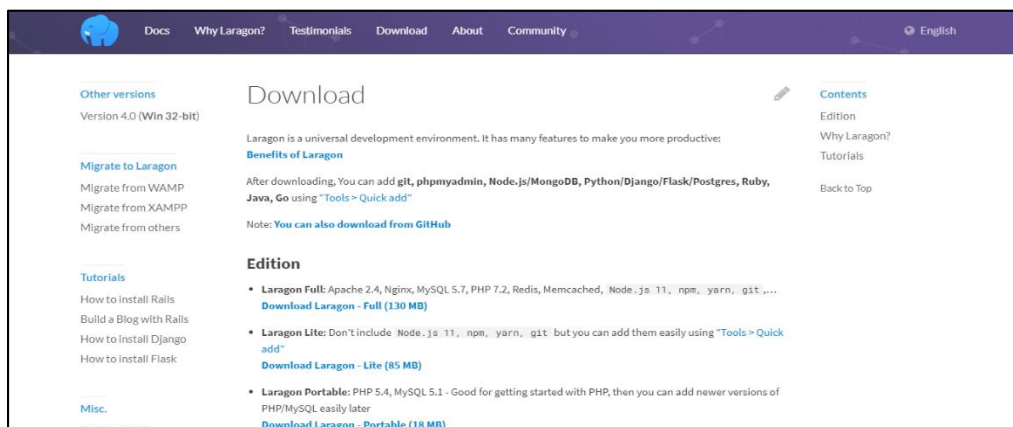 Docs Why Laragon? Testimonials Download About Community English
Other versions
Version 4.0 (Win 32-bit)
Migrate to Laragon
Migrate from WAMP
Migrate from XAMPP
Migrate from others
Tutorials
How to install Rails
Build a Blog with Rails
How to install Django
How to install Flask
Misc.
Download
Laragon is a universal development environment. It has many features to make you more productive:
Benefits of Laragon
After downloading, You can add git, phpmyadmin, Node.js/MongoDB, Python/Django/Flask/Postgres, Ruby,
Java, Go using "Tools > Quick add"
Note: You can also download from GitHub
Edition
• Laragon Full: Apache 2.4, Nginx, MySQL 5.7, PHP 7.2, Redis, Memcached, Node.js 11, npm, yarn, git ,...
Download Laragon - Full (130 MB)
• Laragon Lite: Don't include Node.js 11, npm, yarn, git but you can add them easily using "Tools > Quick
add"
Download Laragon - Lite (85 MB)
• Laragon Portable: PHP 5.4, MySQL 5.1 - Good for getting started with PHP, then you can add newer versions of
PHP/MySQL easily later
Download Laragon - Portable (18 MB)
Contents
Edition
Why Laragon?
Tutorials
Back to Top